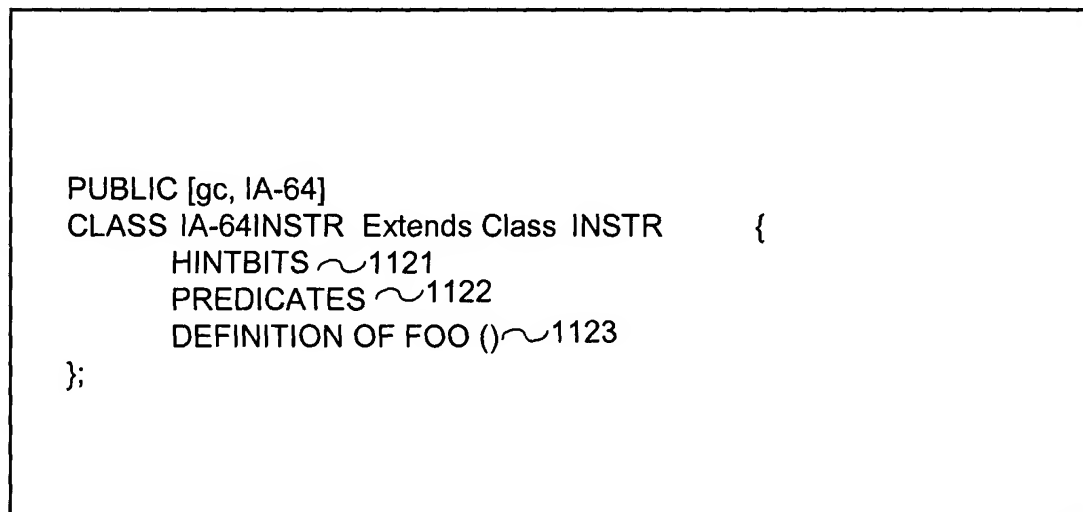 PUBLIC [gc, IA-64]
CLASS IA-64INSTR Extends Class INSTR {
HINTBITS 1121
PREDICATES 1122
DEFINITION OF FOO () 1123
};